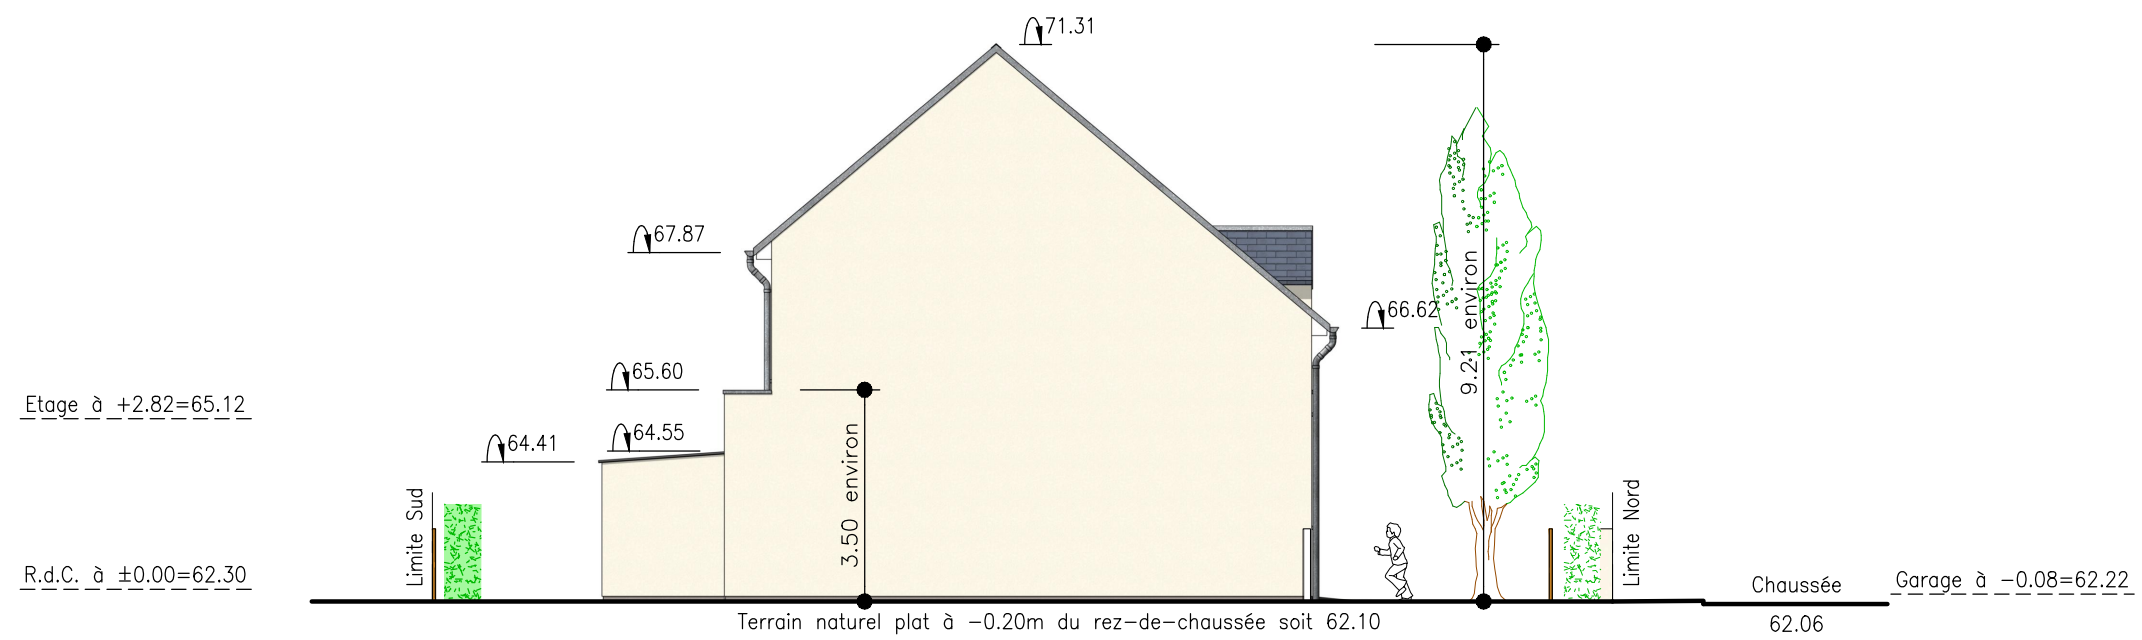 71.31
67.87
66.62
9.21 environ
65.60
Etage à +2.82=65.12
64.55
64.41
3.50 environ
Limite Sud
Limite Nord
R.d.C. à ±0.00=62.30
Chaussée
Garage à -0.08=62.22
Terrain naturel plat à -0.20m du rez-de-chaussée soit 62.10
62.06